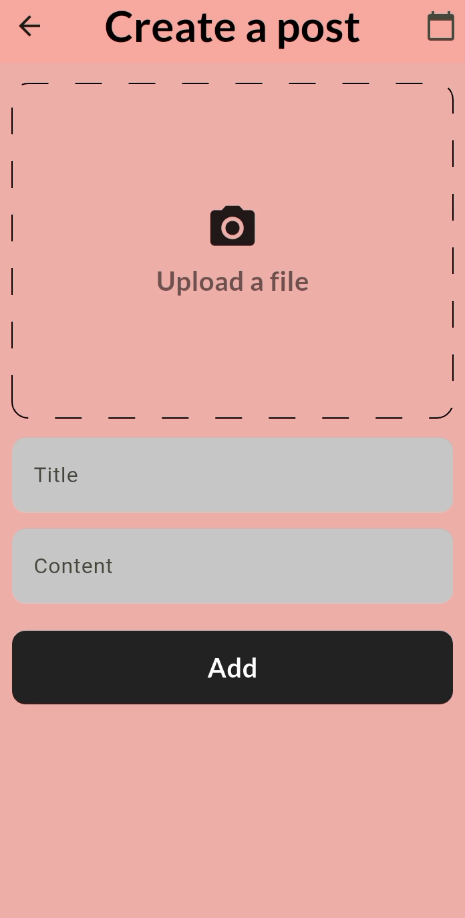 Create a post
Upload a file
Title
Content
Add